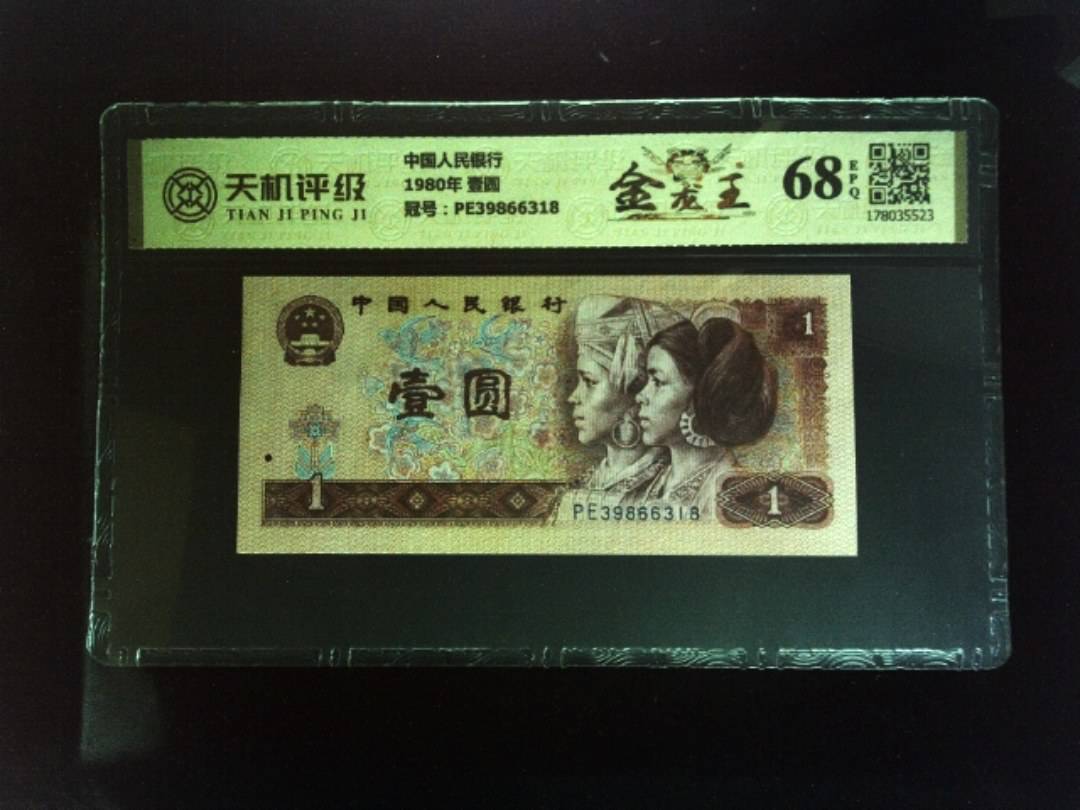 天机评级
TIAN JI PING JI
中国人民银行
1980年 壹圆
冠号：PE39866318
金龙王
68
EPQ
178035523
中国人民银行
1
壹圆
1
PE39866318
1